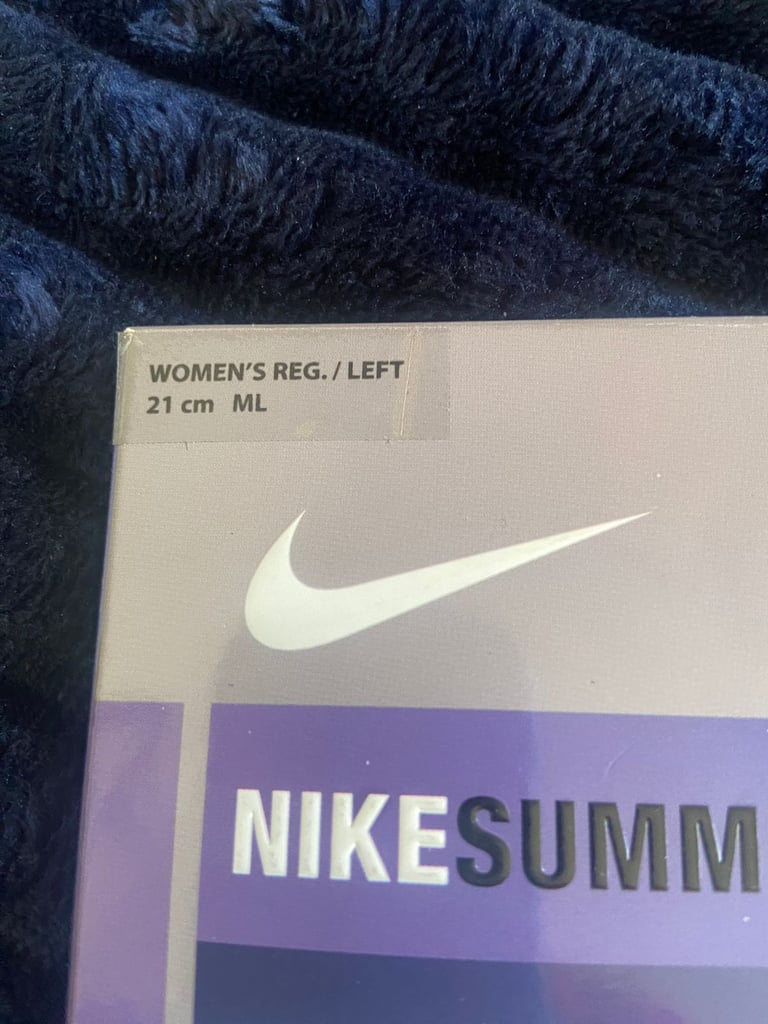 WOMEN'S REG. / LEFT
21 cm ML
NIKESUMM